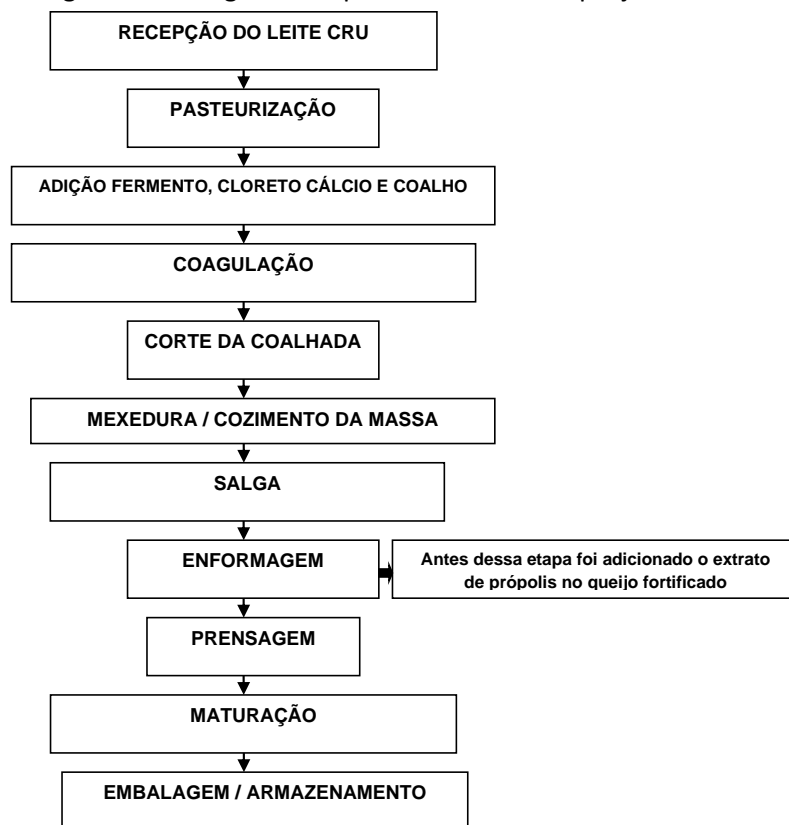 RECEPÇÃO DO LEITE CRU
PASTEURIZAÇÃO
ADIÇÃO FERMENTO, CLORETO CÁLCIO E COALHO
COAGULAÇÃO
CORTE DA COALHADA
MEXEDURA / COZIMENTO DA MASSA
SALGA
ENFORMAGEM
Antes dessa etapa foi adicionado o extrato
de própolis no queijo fortificado
PRENSAGEM
MATURAÇÃO
EMBALAGEM / ARMAZENAMENTO